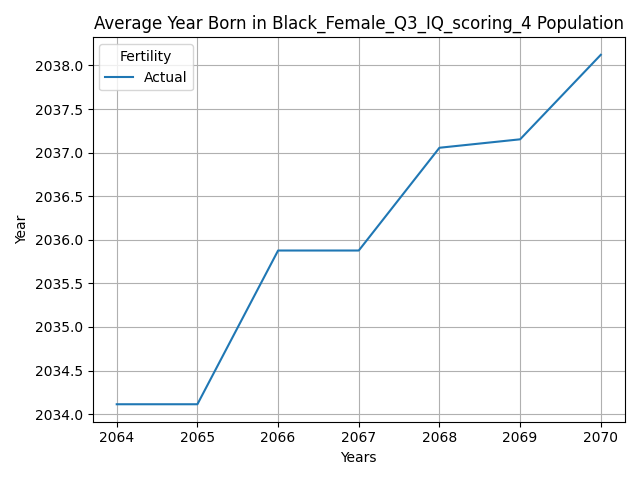 Average Year Born in Black_Female_Q3_IQ_scoring_4 Population
Fertility
Actual
2038.0
2037.5
2037.0
2036.5
2036.0
2035.5
2035.0
2034.5
2034.0
Year
2064 2065 2066 2067 2068 2069 2070
Years